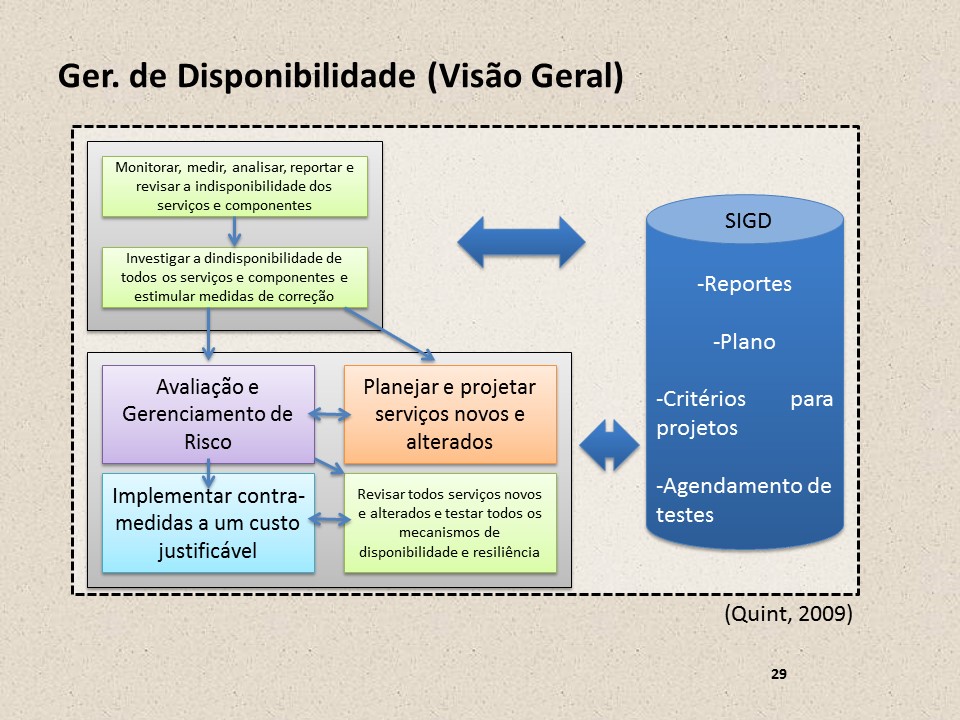 Ger. de Disponibilidade (Visão Geral)
Monitorar, medir, analisar, reportar e
revisar a indisponibilidade dos
serviços e componentes
Investigar a dindisponibilidade de
todos os serviços e componentes e
estimular medidas de correção
Avaliação e
Gerenciamento de
Risco
Planejar e projetar
serviços novos e
alterados
Implementar contra-
medidas a um custo
justificável
Revisar todos serviços novos
e alterados e testar todos os
mecanismos de
disponibilidade e resiliência
SIGD
-Reportes
-Plano
-Critérios para
projetos
-Agendamento de
testes
(Quint, 2009)
29